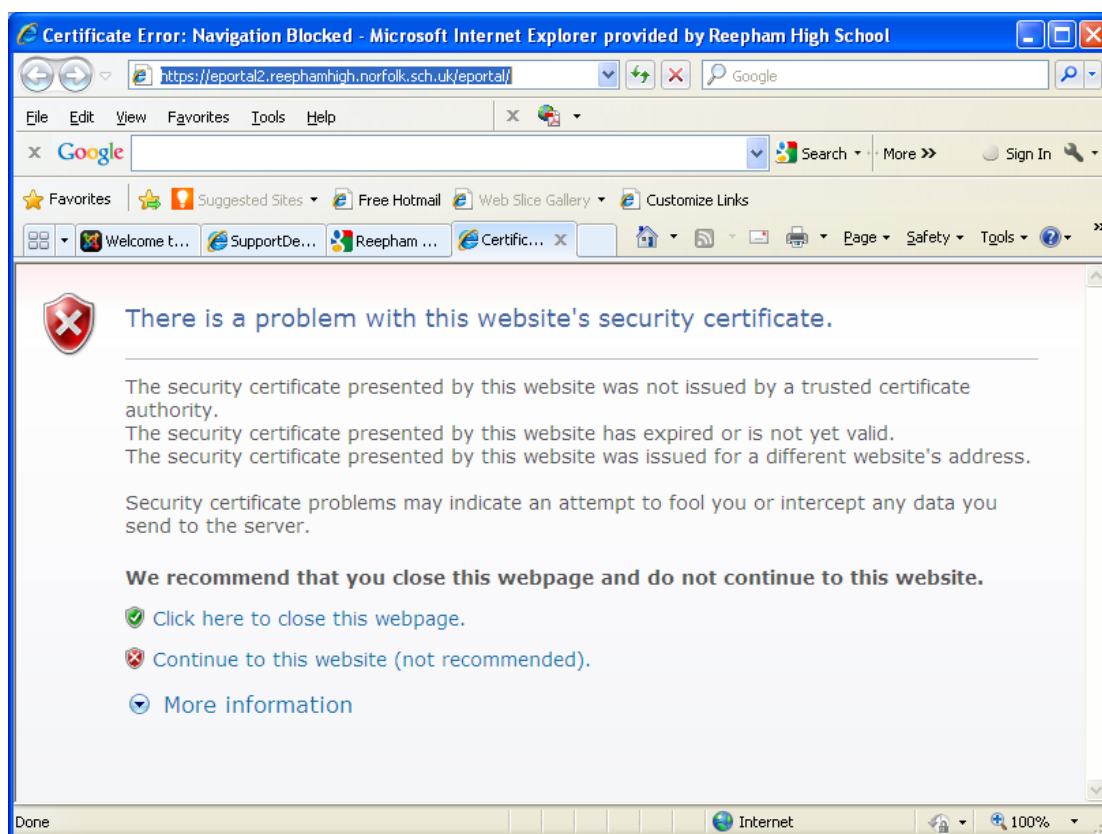 Certificate Error: Navigation Blocked - Microsoft Internet Explorer provided by Reepham High School
https://eportal2.reephamhigh.norfolk.sch.uk/eportal/
Google
File Edit View Favorites Tools Help
x
x Google Search More >> Sign In
Favorites Suggested Sites Free Hotmail Web Slice Gallery Customize Links
Welcome t... SupportDe... Reepham ... Certific... x Page Safety Tools »
There is a problem with this website's security certificate.
The security certificate presented by this website was not issued by a trusted certificate
authority.
The security certificate presented by this website has expired or is not yet valid.
The security certificate presented by this website was issued for a different website's address.
Security certificate problems may indicate an attempt to fool you or intercept any data you
send to the server.
We recommend that you close this webpage and do not continue to this website.
Click here to close this webpage.
Continue to this website (not recommended).
More information
Done Internet 100%